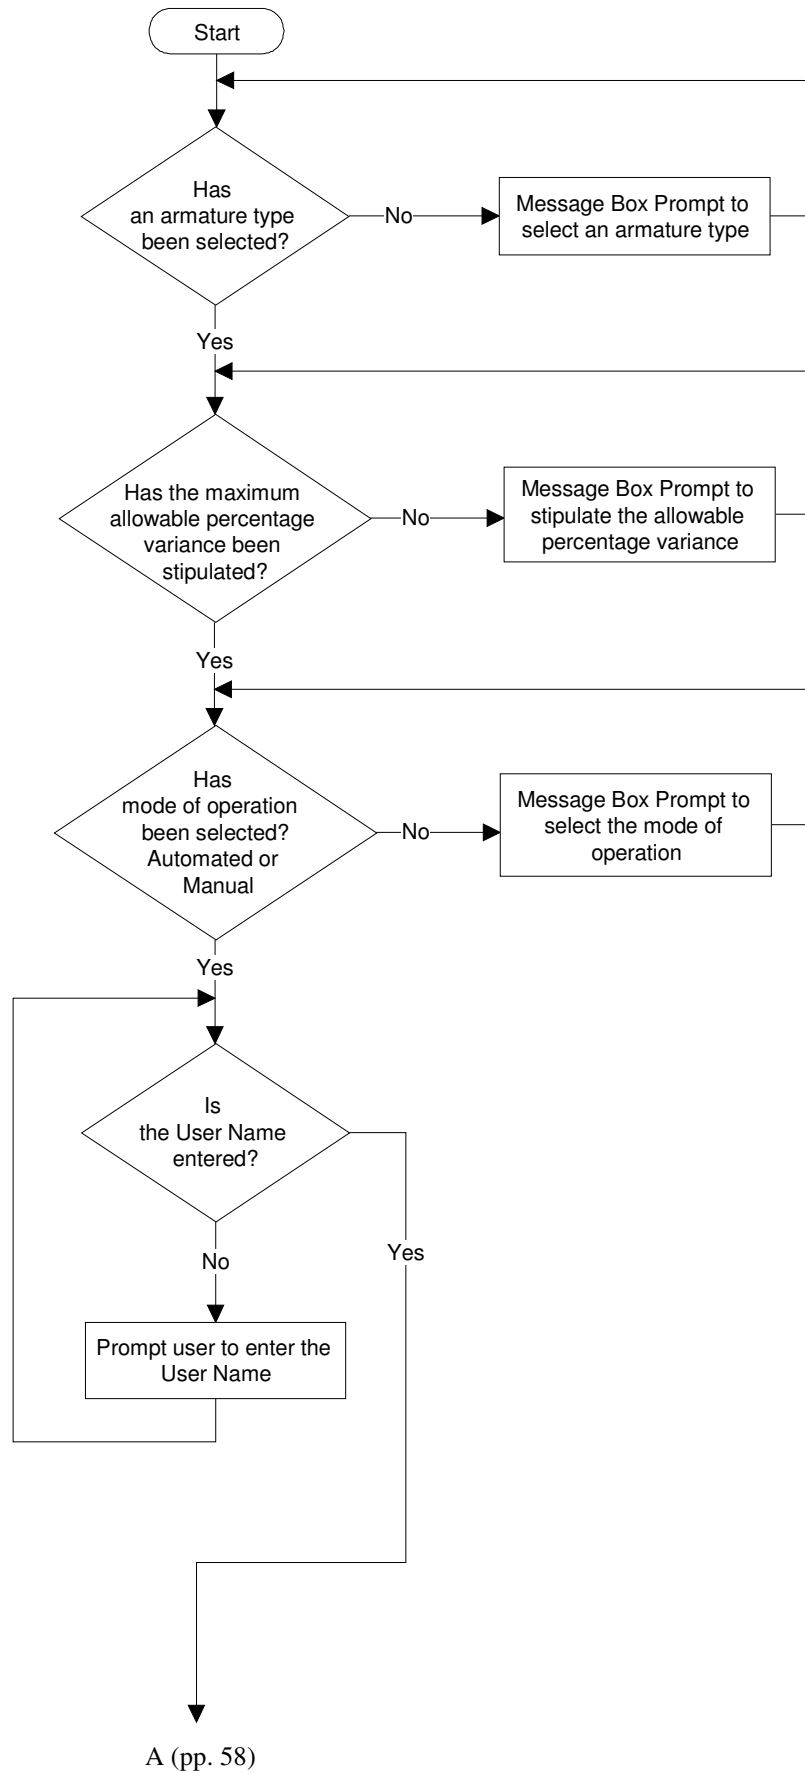 Start
Has
an armature type
been selected?
No
Message Box Prompt to
select an armature type
Yes
Has the maximum
allowable percentage
variance been
stipulated?
No
Message Box Prompt to
stipulate the allowable
percentage variance
Yes
Has
mode of operation
been selected?
Automated or
Manual
No
Message Box Prompt to
select the mode of
operation
Yes
Is
the User Name
entered?
Yes
No
Prompt user to enter the
User Name
A (pp. 58)